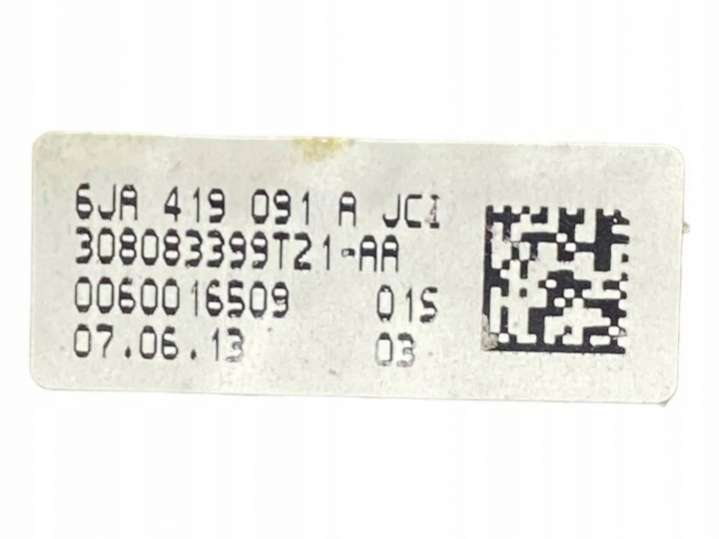 6JA 419 091 A JCI
308083399T21-AA
0060016509 01S
07.06.13 03